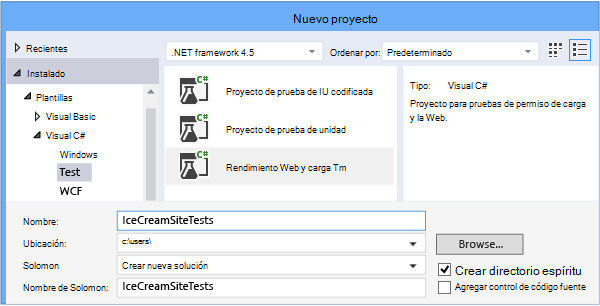 Nuevo proyecto
Recientes
.NET framework 4.5 Ordenar por: Predeterminado
Instalado
Plantillas
Visual Basic
Visual C#
Windows
Test
WCF
C# Proyecto de prueba de IU codificada
C# Proyecto de prueba de unidad
C# Rendimiento Web y carga Tm
Tipo: Visual C#
Proyecto para pruebas de permiso de carga
y la Web.
Nombre: IceCreamSiteTests
Ubicación: c:\users\ Browse...
Solomon Crear nueva solución Crear directorio espíritu
Nombre de Solomon: IceCreamSiteTests Agregar control de código fuente